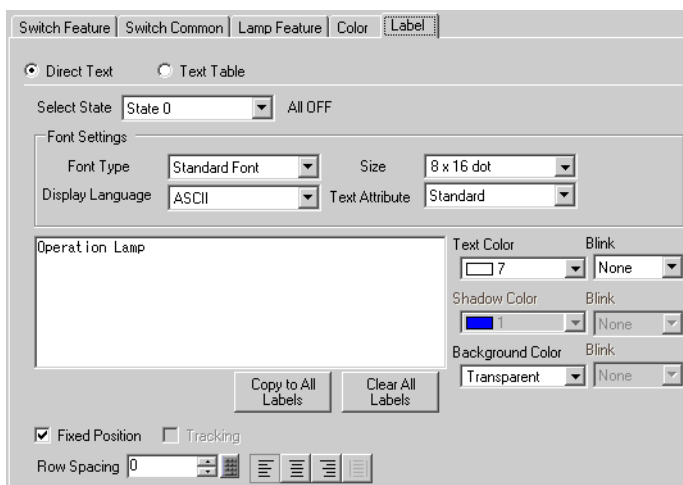 Switch Feature Switch Common Lamp Feature Color Label
Direct Text Text Table
Select State State 0 All OFF
Font Settings
Font Type Standard Font Size 8 x 16 dot
Display Language ASCII Text Attribute Standard
Operation Lamp
Text Color Blink
7 None
Shadow Color Blink
1 None
Background Color Blink
Transparent None
Copy to All Labels Clear All Labels
Fixed Position Tracking
Row Spacing 0